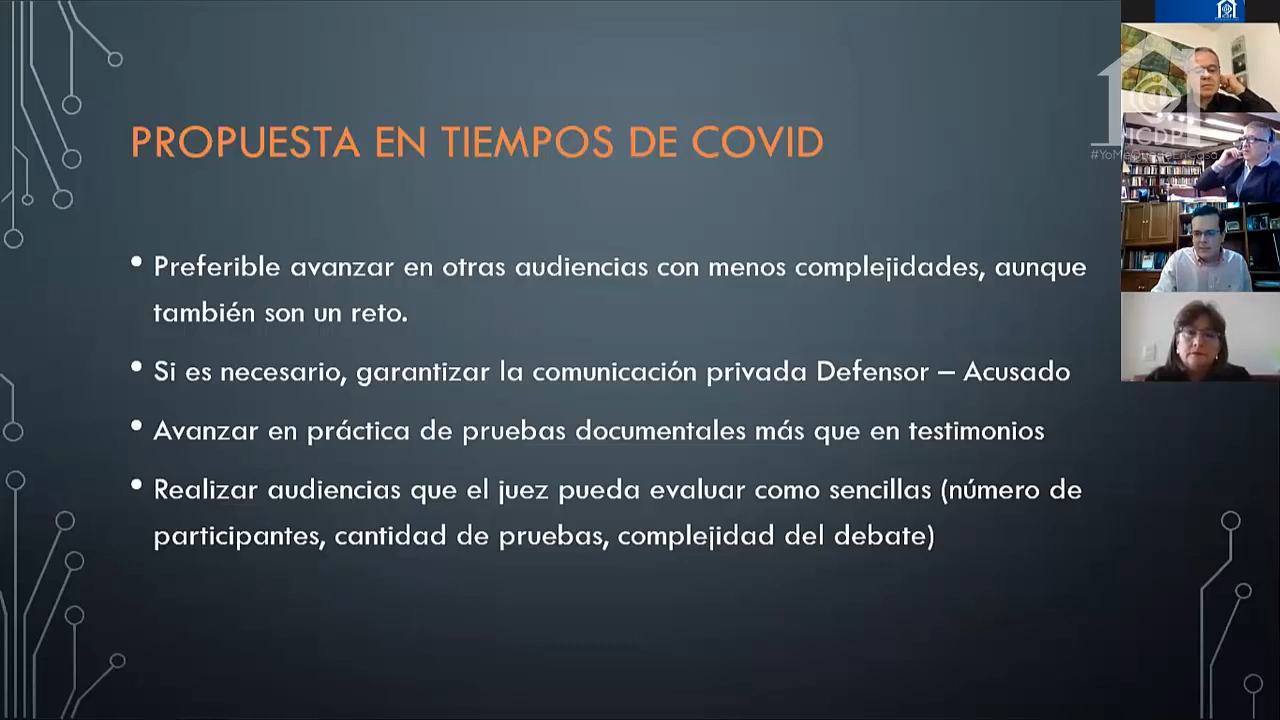 PROPUESTA EN TIEMPOS DE COVID
• Preferible avanzar en otras audiencias con menos complejidades, aunque
también son un reto.
• Si es necesario, garantizar la comunicación privada Defensor – Acusado
• Avanzar en práctica de pruebas documentales más que en testimonios
• Realizar audiencias que el juez pueda evaluar como sencillas (número de
participantes, cantidad de pruebas, complejidad del debate)
ICDP
#YoMeQuedoEnCasa